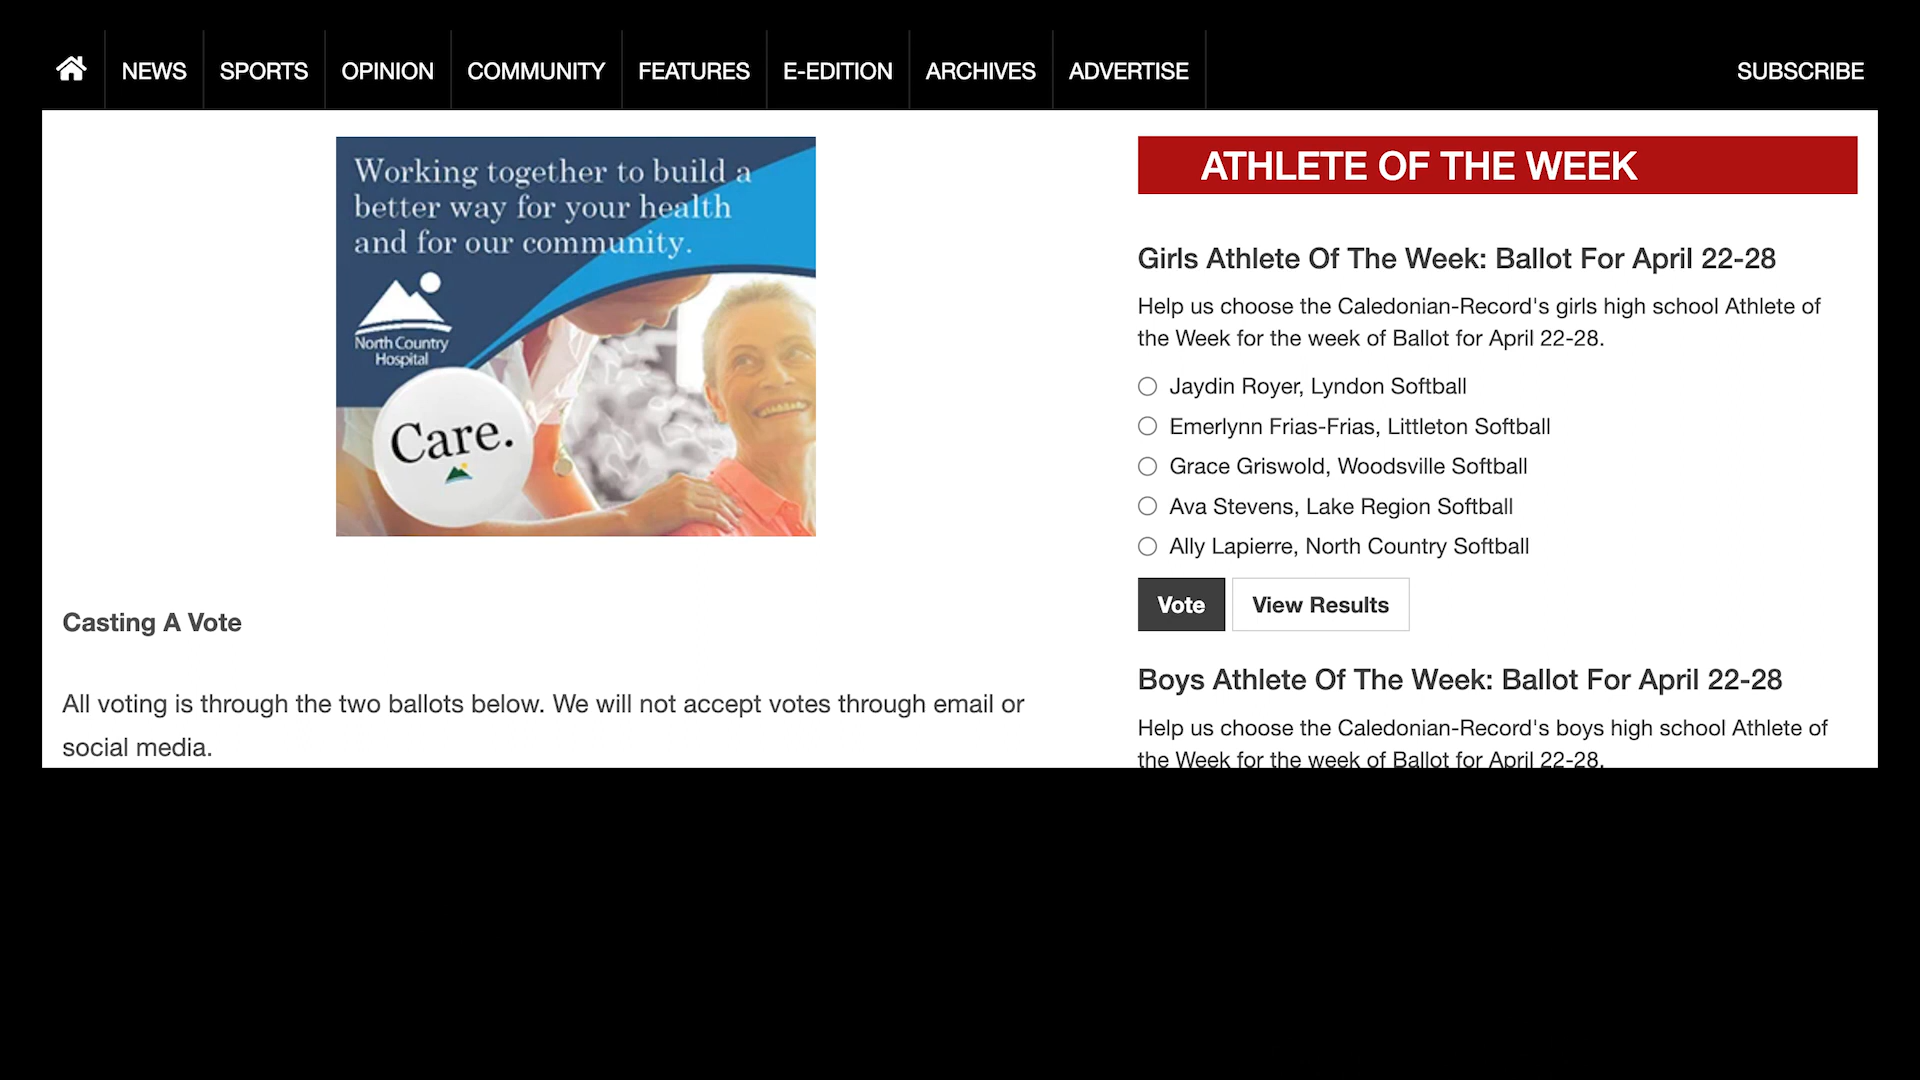 NEWS SPORTS OPINION COMMUNITY FEATURES E-EDITION ARCHIVES ADVERTISE SUBSCRIBE
Working together to build a
better way for your health
and for our community.
North Country
Hospital
Care.
Casting A Vote
All voting is through the two ballots below. We will not accept votes through email or
social media.
ATHLETE OF THE WEEK
Girls Athlete Of The Week: Ballot For April 22-28
Help us choose the Caledonian-Record's girls high school Athlete of
the Week for the week of Ballot for April 22-28.
Jaydin Royer, Lyndon Softball
Emerlynn Frias-Frias, Littleton Softball
Grace Griswold, Woodsville Softball
Ava Stevens, Lake Region Softball
Ally Lapierre, North Country Softball
Vote View Results
Boys Athlete Of The Week: Ballot For April 22-28
Help us choose the Caledonian-Record's boys high school Athlete of
the Week for the week of Ballot for April 22-28.